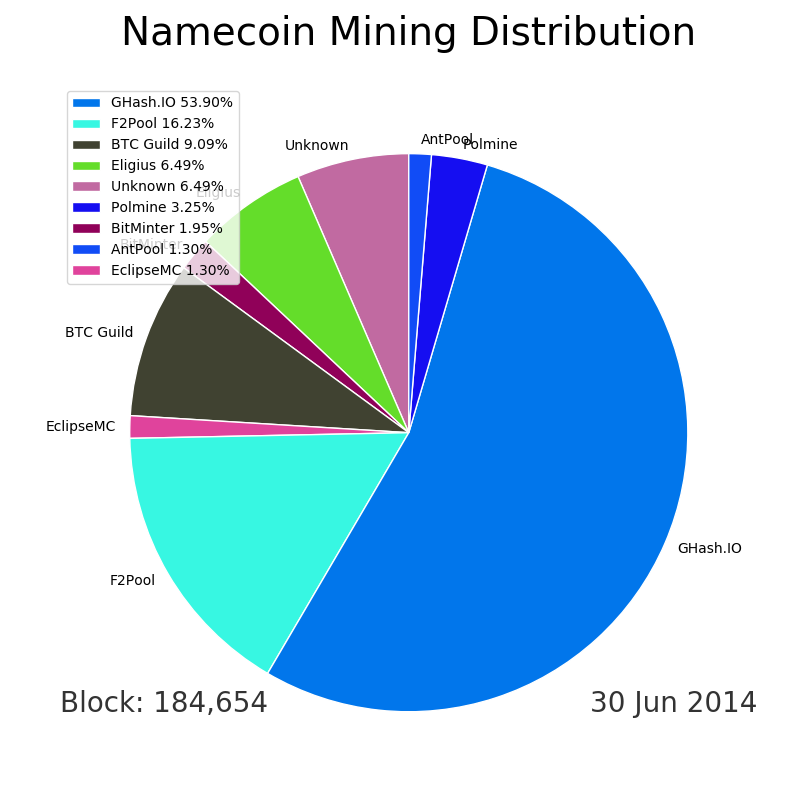 Namecoin Mining Distribution
GHash.IO 53.90%
F2Pool 16.23%
BTC Guild 9.09%
Eligius 6.49%
Unknown 6.49%
Polmine 3.25%
BitMinter 1.95%
AntPool 1.30%
EclipseMC 1.30%
AntPool
Polmine
Unknown
Eligius
BitMinter
BTC Guild
EclipseMC
F2Pool
GHash.IO
Block: 184,654
30 Jun 2014